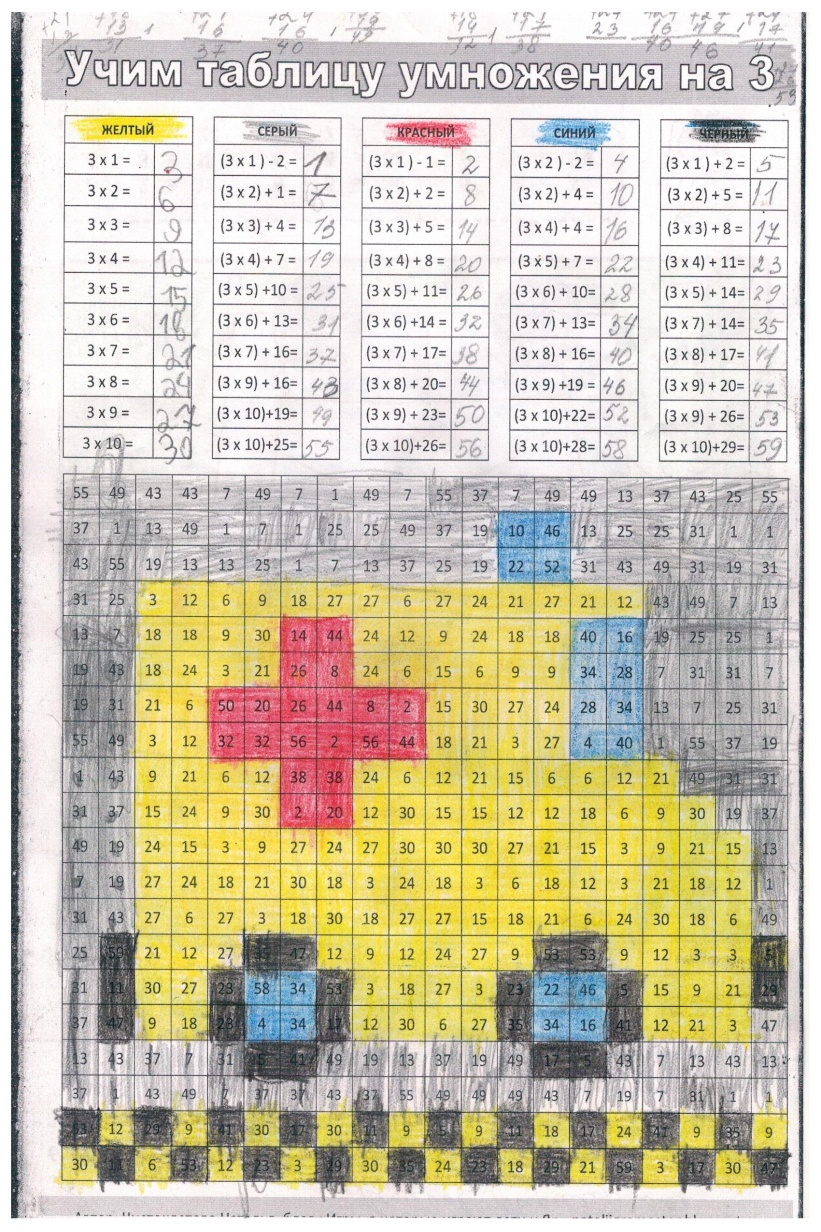 Учим таблицу умножения на 3
ЖЕЛТЫЙ СЕРЫЙ КРАСНЫЙ СИНИЙ ЧЕРНЫЙ
3 x 1 = 3 (3 x 1 ) - 2 = 1 (3 x 1 ) - 1 = 2 (3 x 2 ) - 2 = 4 (3 x 1 ) + 2 = 5
3 x 2 = 6 (3 x 2) + 1 = 7 (3 x 2) + 2 = 8 (3 x 2) + 4 = 10 (3 x 2) + 5 = 11
3 x 3 = 9 (3 x 3) + 4 = 13 (3 x 3) + 5 = 14 (3 x 4) + 4 = 16 (3 x 3) + 8 = 17
3 x 4 = 12 (3 x 4) + 7 = 19 (3 x 4) + 8 = 20 (3 x 5) + 7 = 22 (3 x 4) + 11= 23
3 x 5 = 15 (3 x 5) +10 = 25 (3 x 5) + 11= 26 (3 x 6) + 10= 28 (3 x 5) + 14= 29
3 x 6 = 18 (3 x 6) + 13= 31 (3 x 6) +14 = 32 (3 x 7) + 13= 34 (3 x 7) + 14= 35
3 x 7 = 21 (3 x 7) + 16= 37 (3 x 7) + 17= 38 (3 x 8) + 16= 40 (3 x 8) + 17= 41
3 x 8 = 24 (3 x 9) + 16= 43 (3 x 8) + 20= 44 (3 x 9) +19 = 46 (3 x 9) + 20= 47
3 x 9 = 27 (3 x 10)+19= 49 (3 x 9) + 23= 50 (3 x 10)+22= 52 (3 x 9) + 26= 53
3 x 10 = 30 (3 x 10)+25= 55 (3 x 10)+26= 56 (3 x 10)+28= 58 (3 x 10)+29= 59
55 49 43 43 7 49 7 1 49 7 55 37 7 49 49 13 37 43 25 55
37 1 13 49 1 7 1 25 25 49 37 19 10 46 13 25 25 31 1 1
43 55 19 13 13 25 1 7 13 37 25 19 22 52 31 43 49 31 19 31
31 25 3 12 6 9 18 27 27 6 27 24 21 27 21 12 43 49 7 13
13 7 18 18 9 30 14 44 24 12 9 24 18 18 40 16 19 25 25 1
19 43 18 24 3 21 26 8 24 6 15 6 9 9 34 28 7 31 31 7
19 31 21 6 50 20 26 44 8 2 15 30 27 24 28 34 13 7 25 31
55 49 3 12 32 32 56 2 56 44 18 21 3 27 4 40 1 55 37 19
1 43 9 21 6 12 38 38 24 6 12 21 15 6 6 12 21 49 31 31
31 37 15 24 9 30 2 20 12 30 15 15 12 12 18 6 9 30 19 37
49 19 24 15 3 9 27 24 27 30 30 30 27 21 15 3 9 21 15 13
7 19 27 24 18 21 30 18 3 24 18 3 6 18 12 3 21 18 12 1
31 43 27 6 27 3 18 30 18 27 27 15 18 21 6 24 30 18 6 49
25 59 21 12 27 35 47 12 9 12 24 27 9 53 53 9 12 3 3 5
31 11 30 27 23 58 34 53 3 18 27 3 23 22 46 5 15 9 21 29
37 47 9 18 23 4 34 17 12 30 6 27 35 34 16 41 12 21 3 47
13 43 37 7 31 5 41 49 19 13 37 19 49 17 5 43 7 13 43 13
37 1 43 49 7 37 37 43 37 55 49 49 49 43 7 19 7 31 1 1
53 12 29 9 41 30 17 30 11 9 5 9 11 18 17 24 41 9 35 9
30 11 6 53 12 23 3 29 30 35 24 23 18 29 21 59 3 17 30 47